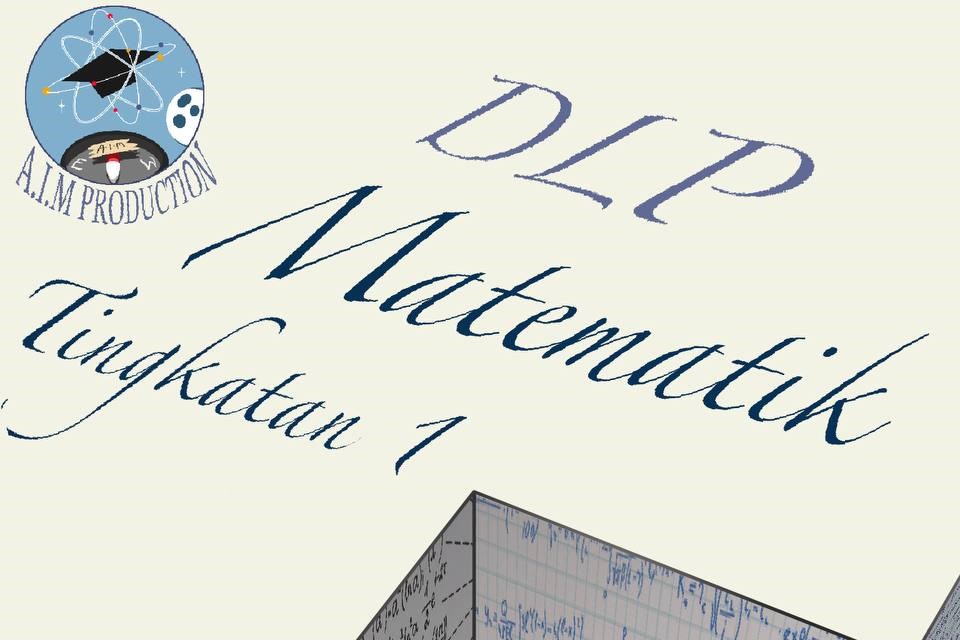 E A.I.M W
A.I.M PRODUCTION
DLP
Matematik
Tingkatan 1